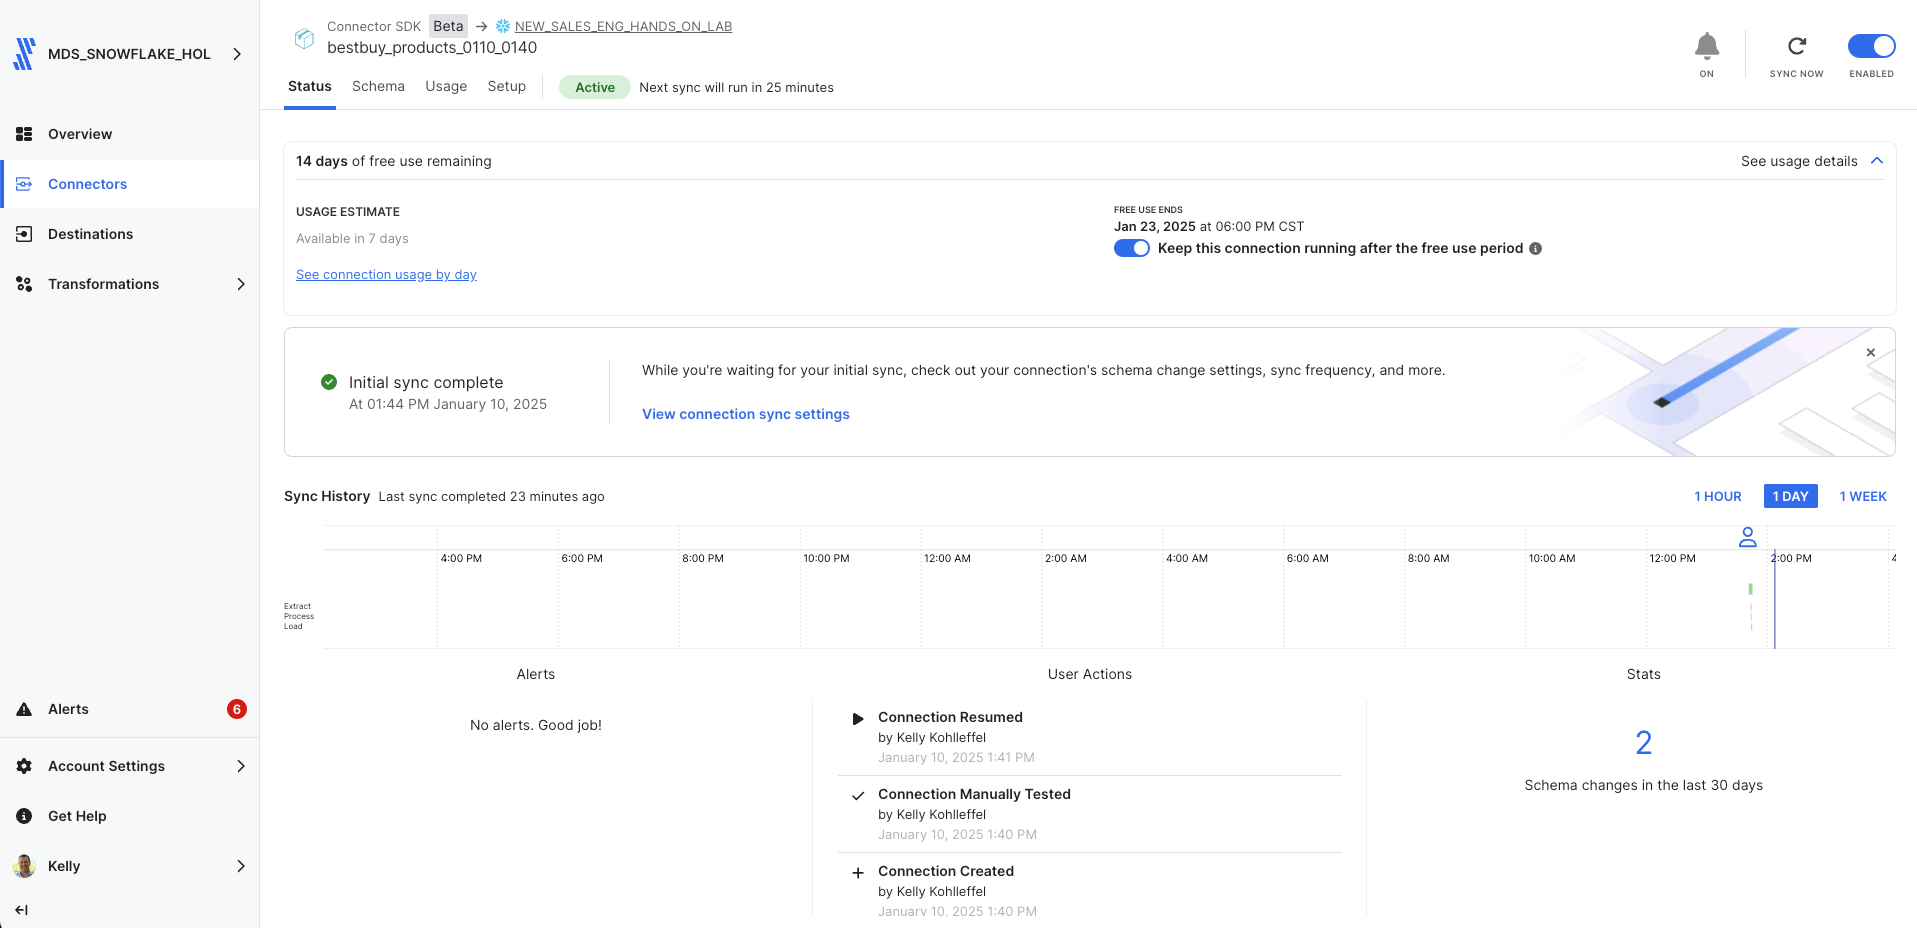 MDS_SNOWFLAKE_HOL
Overview
Connectors
Destinations
Transformations
Alerts
6
Account Settings
Get Help
Kelly
Connector SDK Beta → NEW_SALES_ENG_HANDS_ON_LAB
bestbuy_products_0110_0140
ON
SYNC NOW
ENABLED
Status Schema Usage Setup Active Next sync will run in 25 minutes
14 days of free use remaining
See usage details
USAGE ESTIMATE
Available in 7 days
See connection usage by day
FREE USE ENDS
Jan 23, 2025 at 06:00 PM CST
Keep this connection running after the free use period
Initial sync complete
At 01:44 PM January 10, 2025
While you're waiting for your initial sync, check out your connection's schema change settings, sync frequency, and more.
View connection sync settings
Sync History Last sync completed 23 minutes ago
1 HOUR 1 DAY 1 WEEK
4:00 PM 6:00 PM 8:00 PM 10:00 PM 12:00 AM 2:00 AM 4:00 AM 6:00 AM 8:00 AM 10:00 AM 12:00 PM 2:00 PM 4
Extract
Process
Load
Alerts
No alerts. Good job!
User Actions
Connection Resumed
by Kelly Kohlleffel
January 10, 2025 1:41 PM
Connection Manually Tested
by Kelly Kohlleffel
January 10, 2025 1:40 PM
Connection Created
by Kelly Kohlleffel
January 10, 2025 1:40 PM
Stats
2
Schema changes in the last 30 days